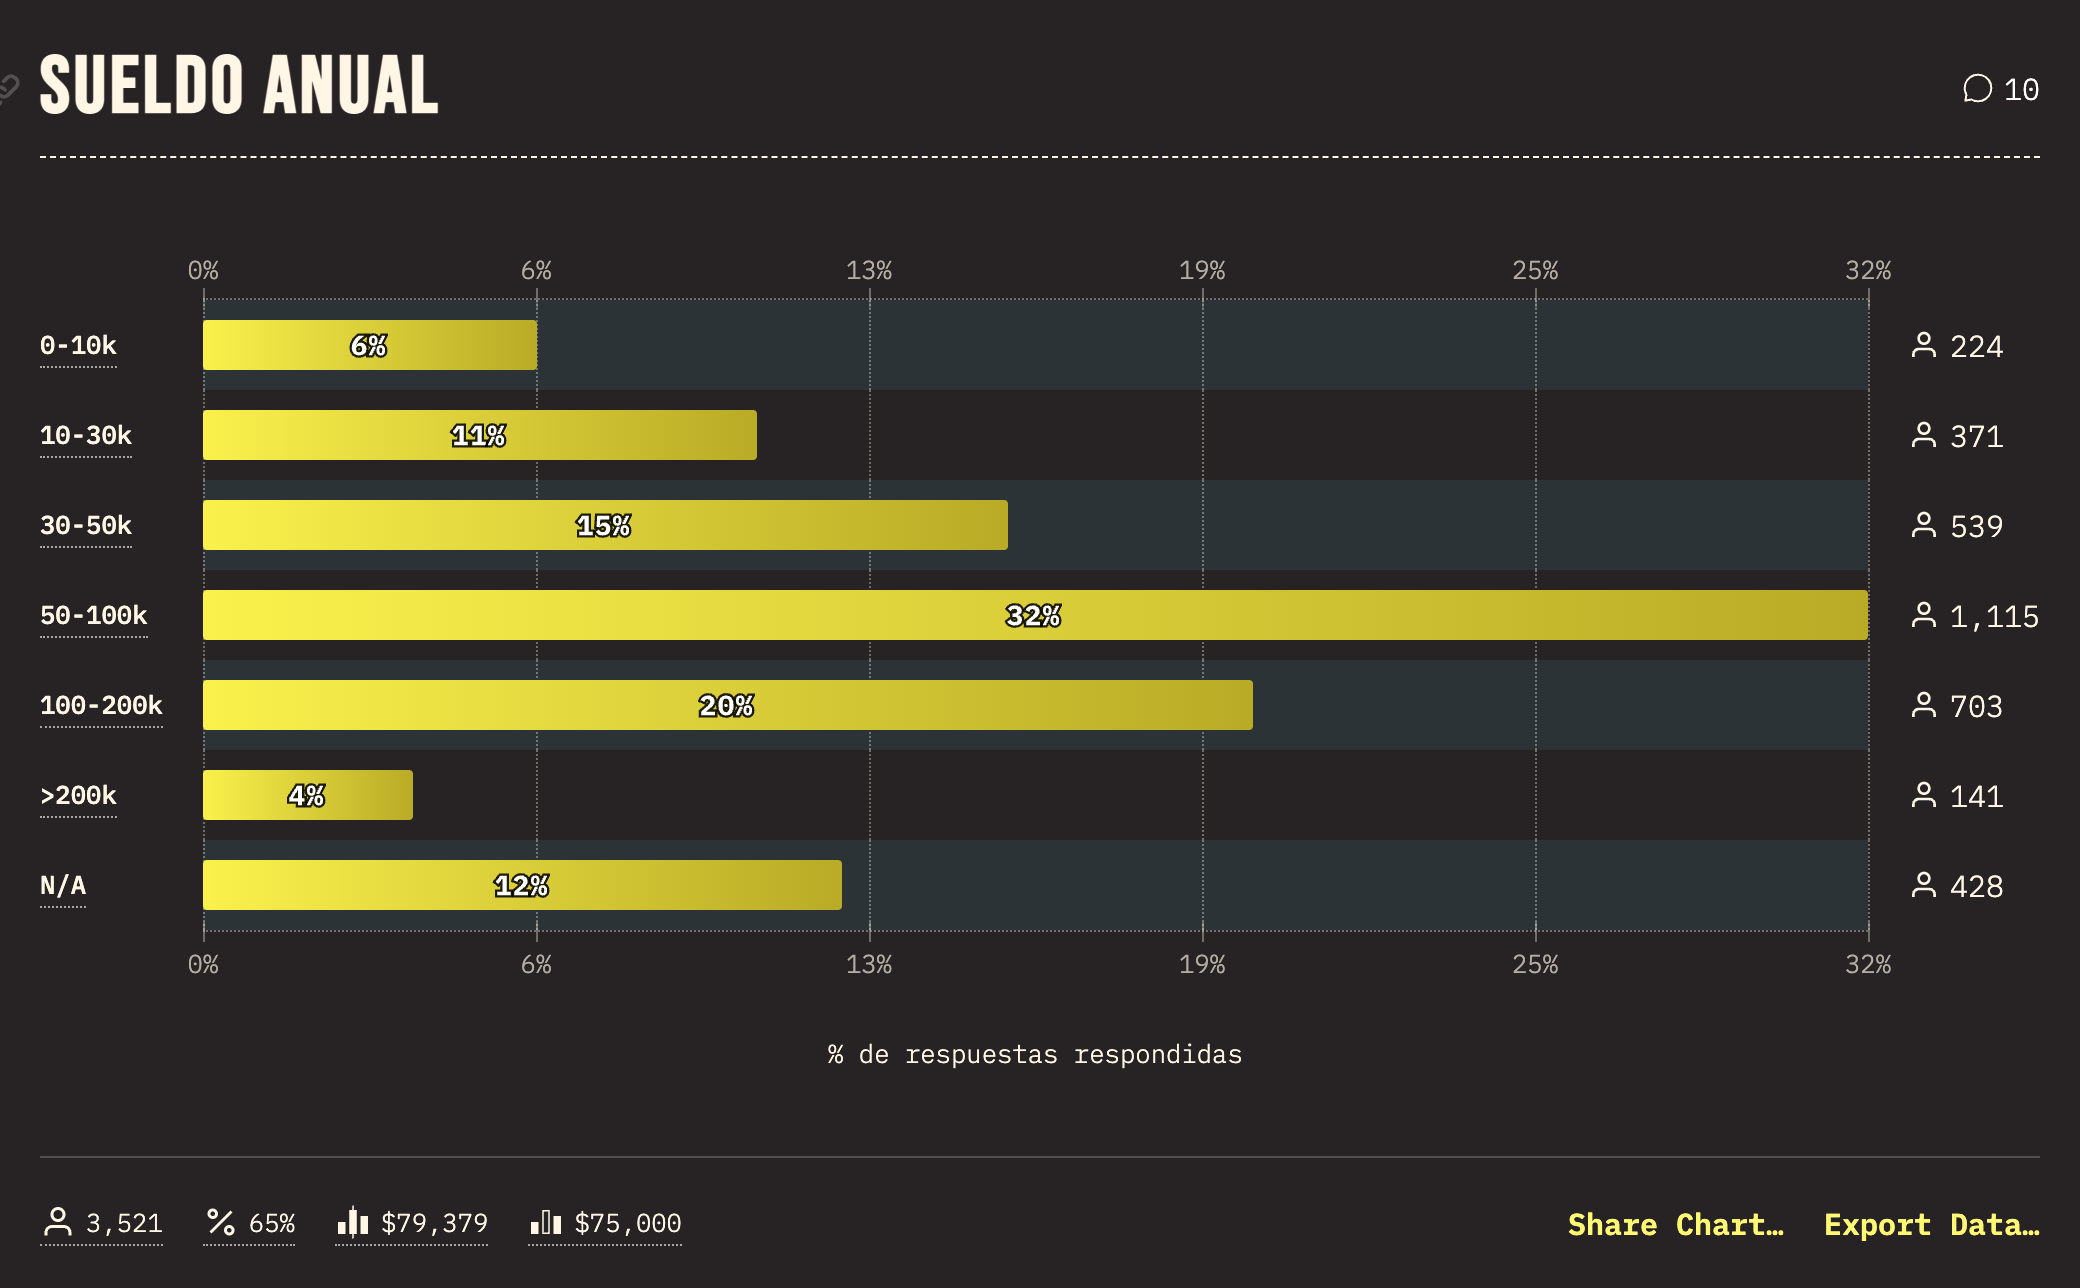 SUELDO ANUAL
10
0% 6% 13% 19% 25% 32%
0-10k 6% 224
10-30k 11% 371
30-50k 15% 539
50-100k 32% 1,115
100-200k 20% 703
>200k 4% 141
N/A 12% 428
0% 6% 13% 19% 25% 32%
% de respuestas respondidas
3,521 65% $79,379 $75,000 Share Chart… Export Data…